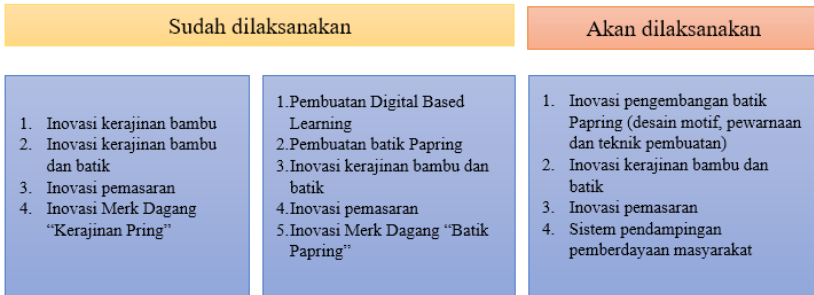 Sudah dilaksanakan
Akan dilaksanakan
1. Inovasi kerajinan bambu
2. Inovasi kerajinan bambu
dan batik
3. Inovasi pemasaran
4. Inovasi Merk Dagang
“Kerajinan Pring”
1.Pembuatan Digital Based
Learning
2.Pembuatan batik Papring
3.Inovasi kerajinan bambu dan
batik
4.Inovasi pemasaran
5.Inovasi Merk Dagang “Batik
Papring”
1. Inovasi pengembangan batik
Papring (desain motif, pewarnaan
dan teknik pembuatan)
2. Inovasi kerajinan bambu dan
batik
3. Inovasi pemasaran
4. Sistem pendampingan
pemberdayaan masyarakat